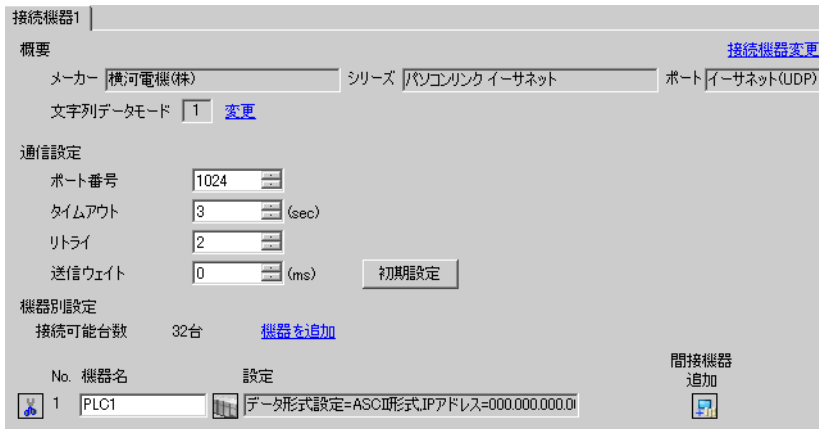 接続機器1
概要 接続機器変更
メーカー 横河電機(株) シリーズ パソコンリンク イーサネット ポート イーサネット(UDP)
文字列データモード 1 変更
通信設定
ポート番号 1024
タイムアウト 3 (sec)
リトライ 2
送信ウェイト 0 (ms) 初期設定
機器別設定
接続可能台数 32台 機器を追加
間接機器
No. 機器名 設定 追加
1 PLC1 データ形式設定=ASCII形式,IPアドレス=000.000.000.0